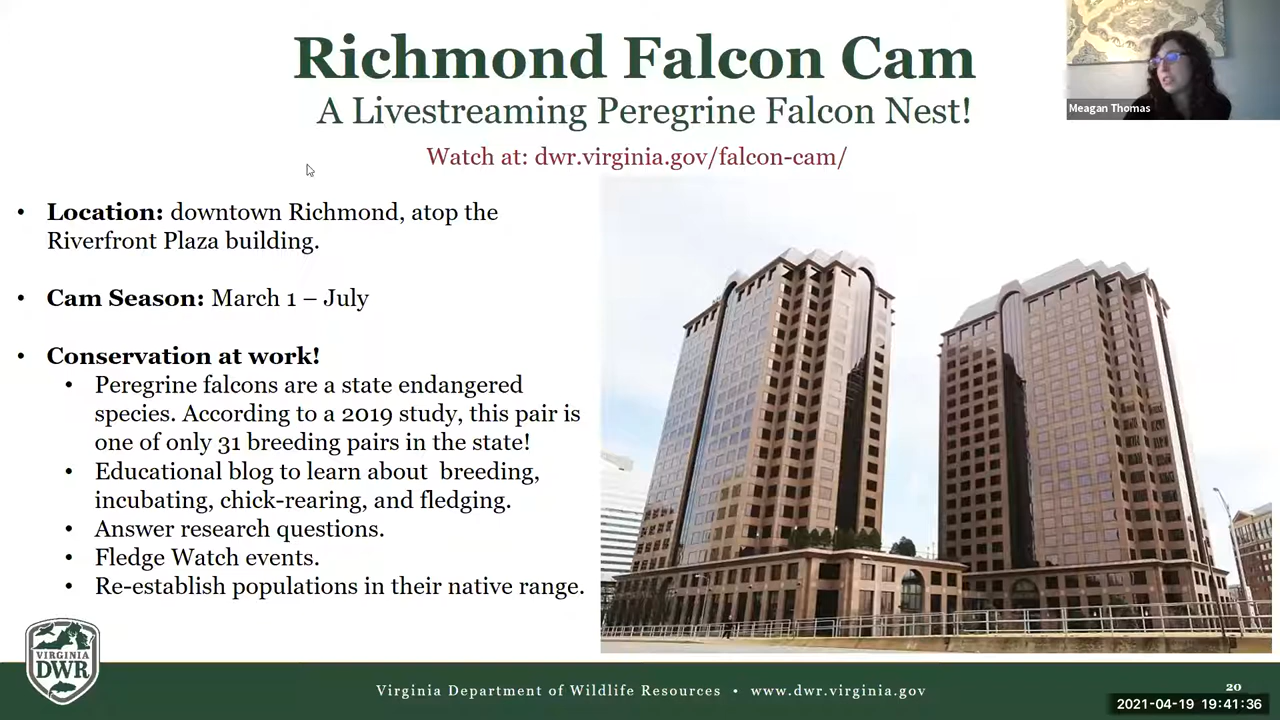 Richmond Falcon Cam
A Livestreaming Peregrine Falcon Nest!
Watch at: dwr.virginia.gov/falcon-cam/
Meagan Thomas
• Location: downtown Richmond, atop the
Riverfront Plaza building.
• Cam Season: March 1 – July
• Conservation at work!
• Peregrine falcons are a state endangered
species. According to a 2019 study, this pair is
one of only 31 breeding pairs in the state!
• Educational blog to learn about breeding,
incubating, chick-rearing, and fledging.
• Answer research questions.
• Fledge Watch events.
• Re-establish populations in their native range.
VIRGINIA
DWR
Virginia Department of Wildlife Resources • www.dwr.virginia.gov
20
2021-04-19 19:41:36